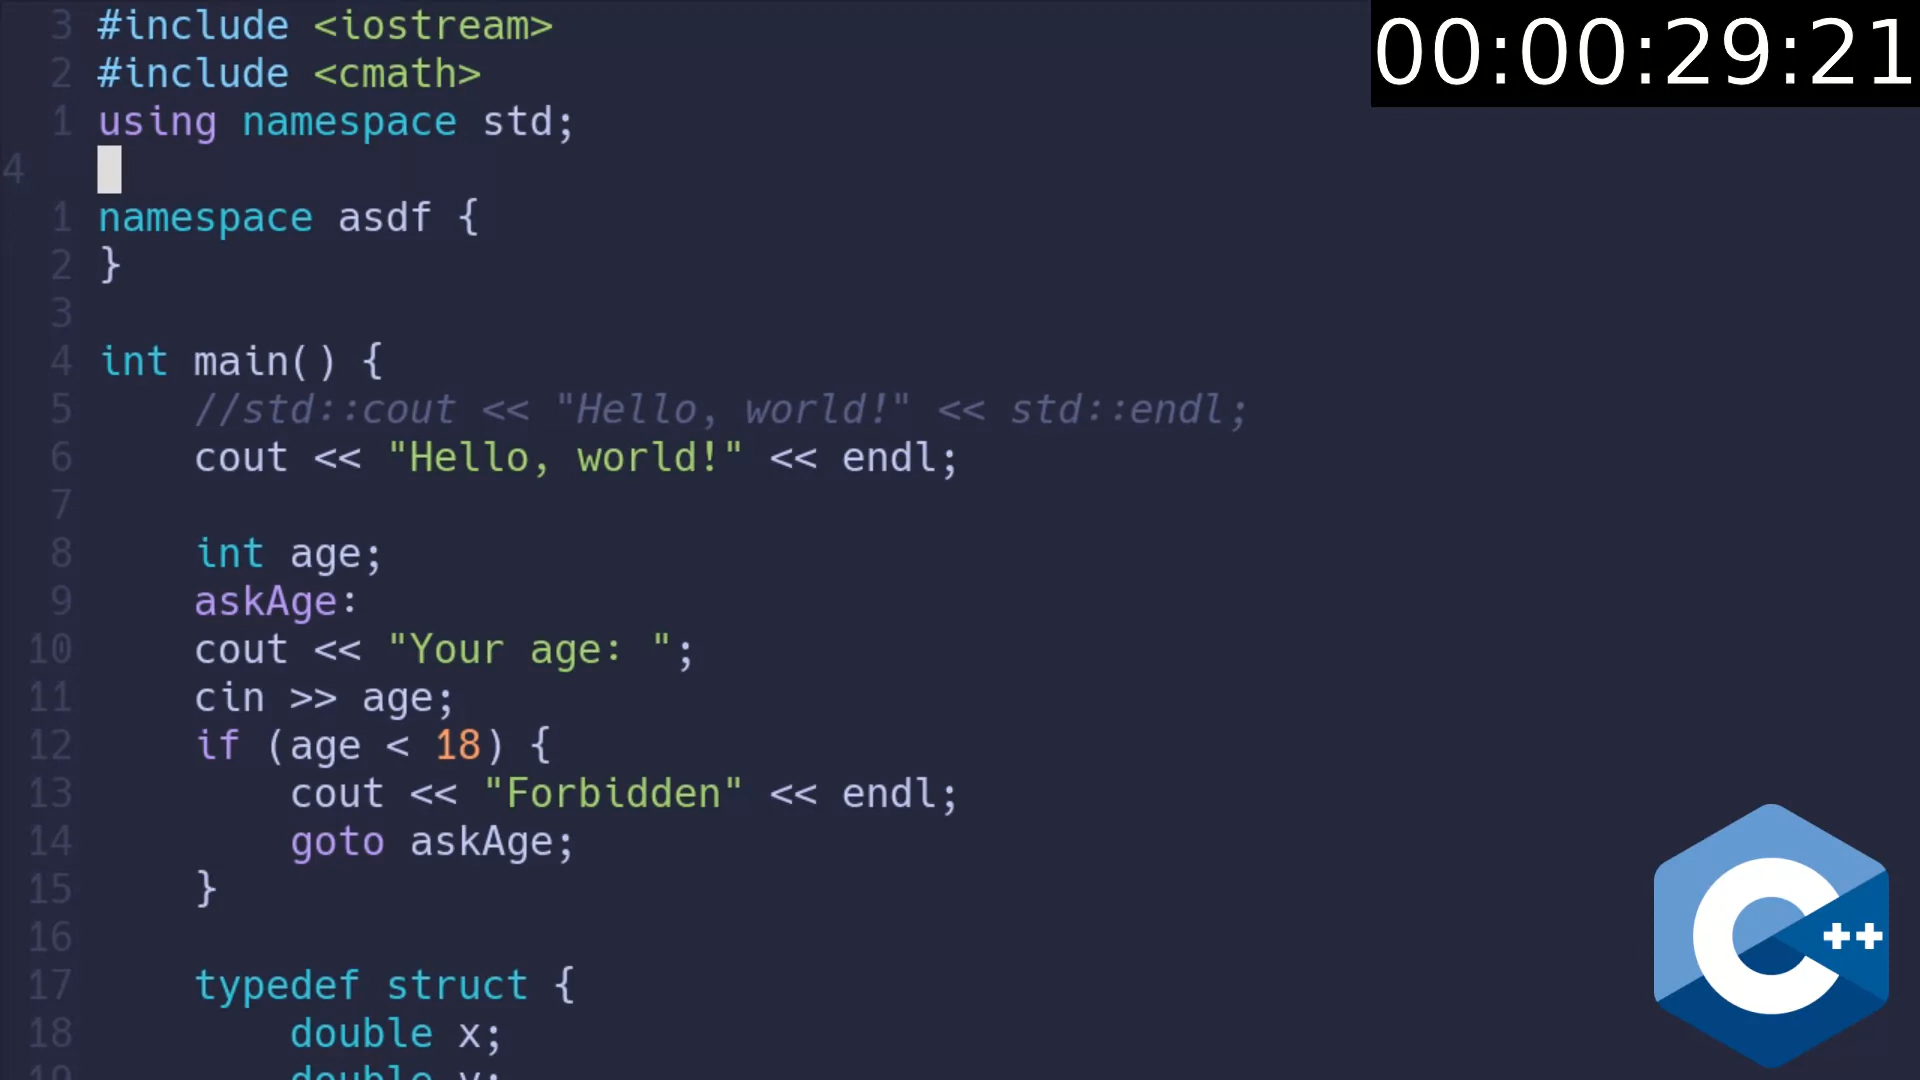 3 #include <iostream>
00:00:29:21
2 #include <cmath>
1 using namespace std;
4
1 namespace asdf {
2 }
3
4 int main() {
5     //std::cout << "Hello, world!" << std::endl;
6     cout << "Hello, world!" << endl;
7
8     int age;
9     askAge:
10     cout << "Your age: ";
11     cin >> age;
12     if (age < 18) {
13         cout << "Forbidden" << endl;
14         goto askAge;
15     }
16
17     typedef struct {
18         double x;
19         double y;
C++